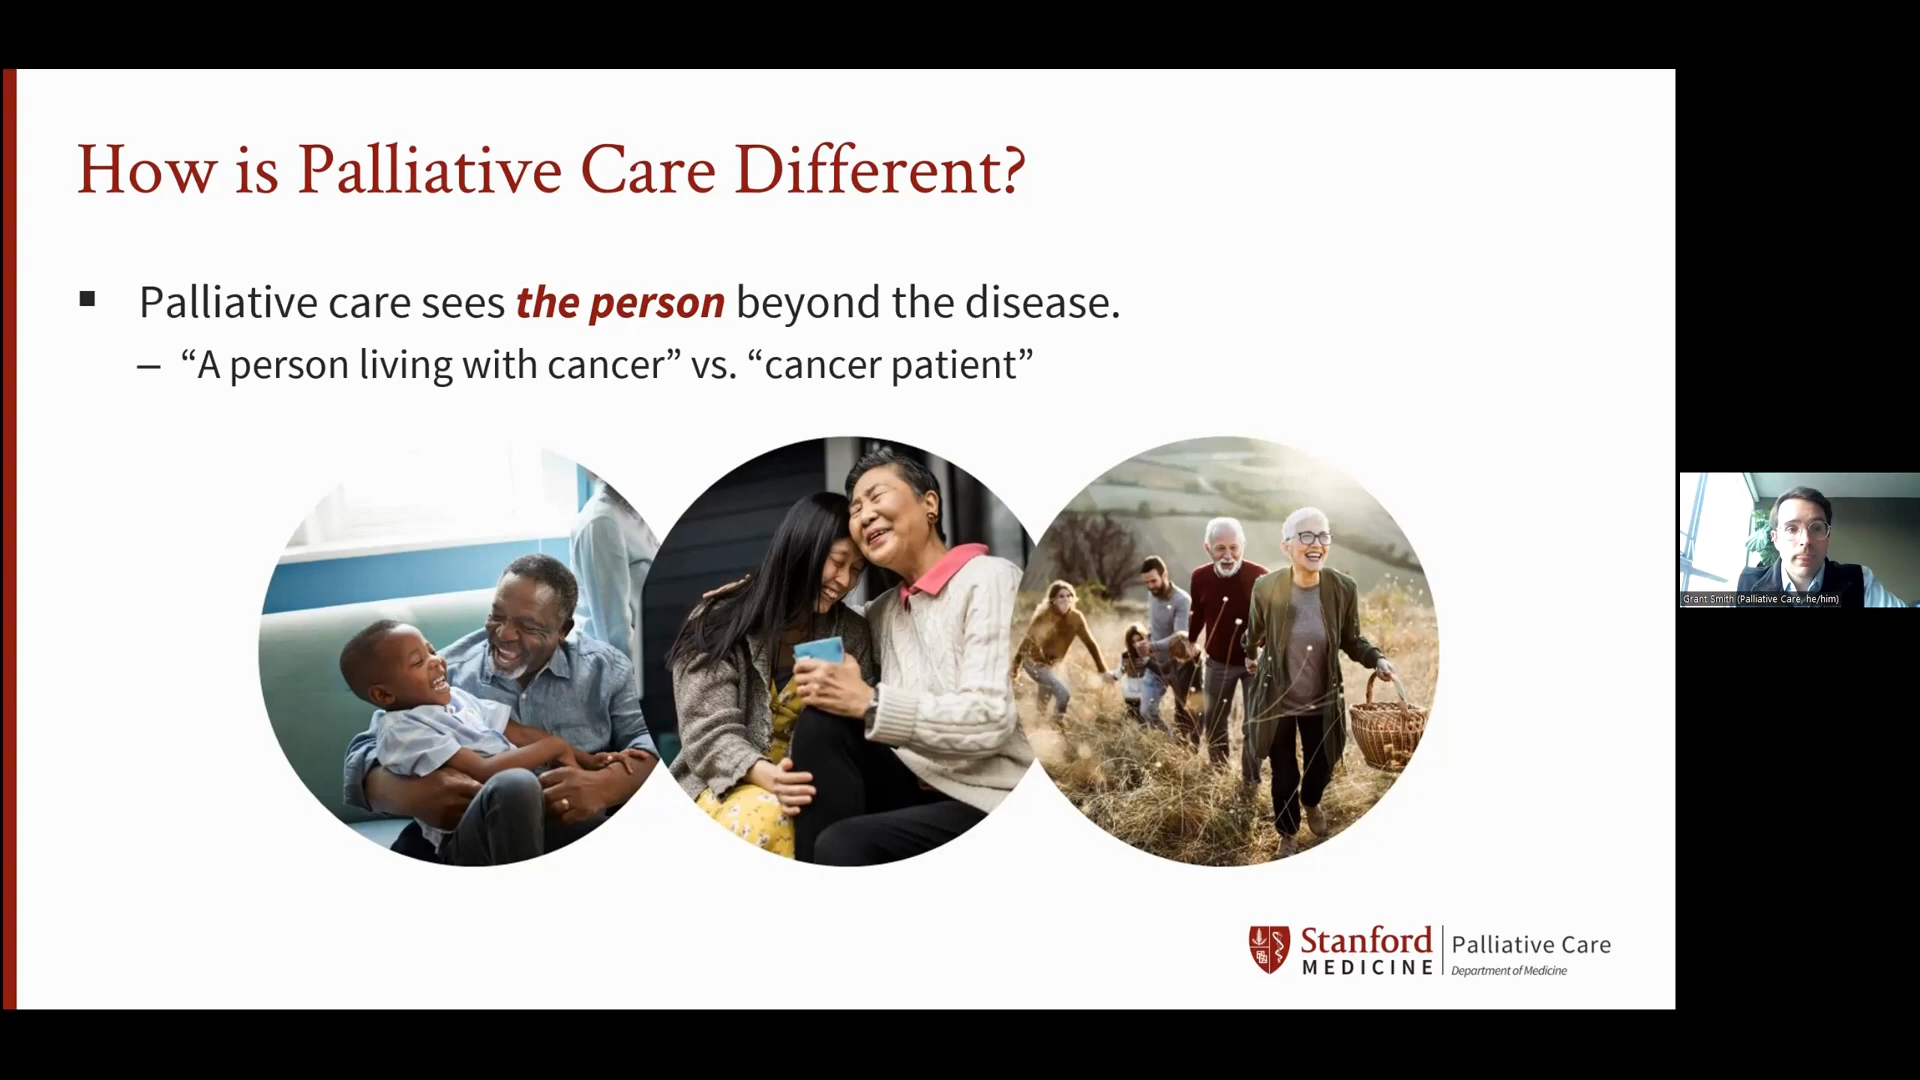 How is Palliative Care Different?
▪ Palliative care sees the person beyond the disease.
– “A person living with cancer” vs. “cancer patient”
Grant Smith (Palliative Care, he/him)
Stanford
MEDICINE
Palliative Care
Department of Medicine